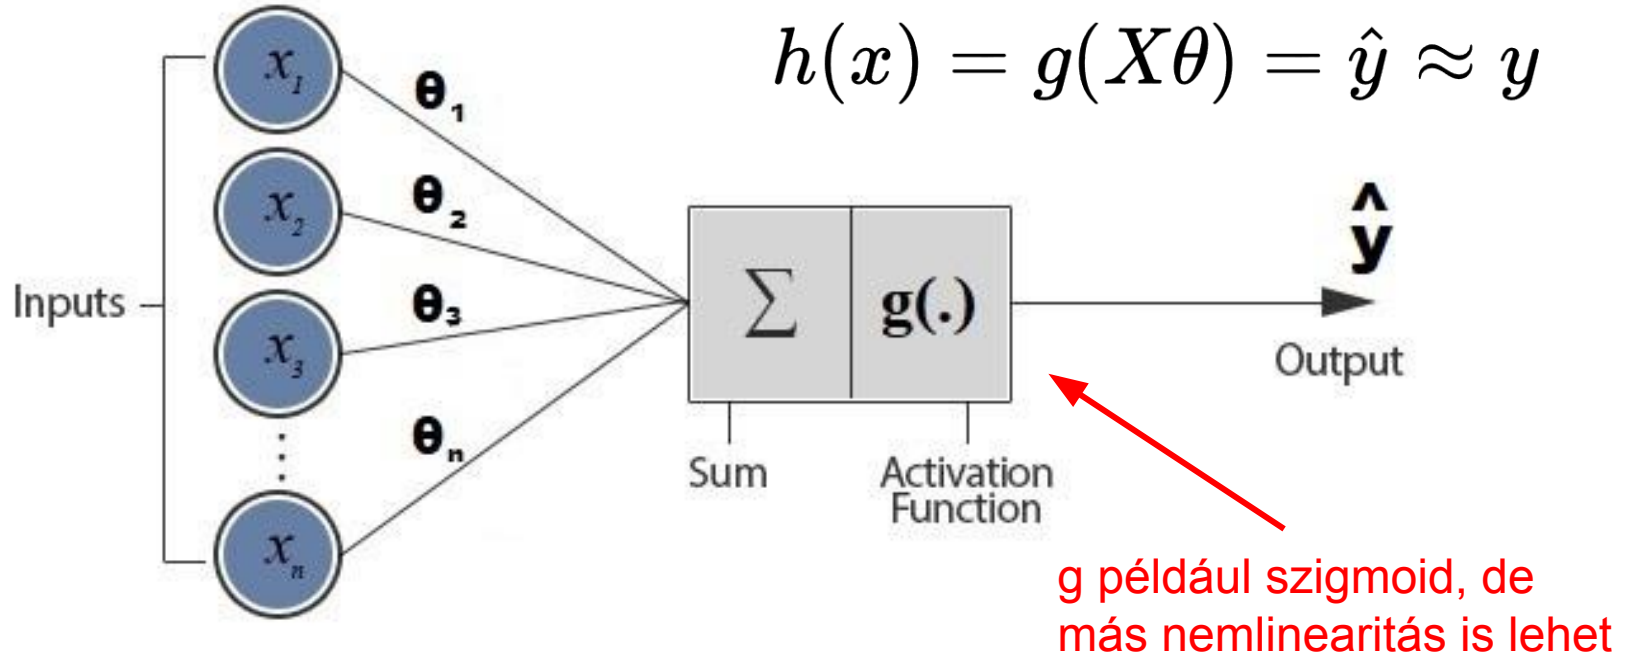 h(x) = g(Xθ) = ŷ ≈ y
x₁
θ₁
x₂
θ₂
Inputs
x₃
θ₃
∑ g(.)
ŷ
Output
xₙ
θₙ
Sum
Activation
Function
g például szigmoid, de
más nemlinearitás is lehet